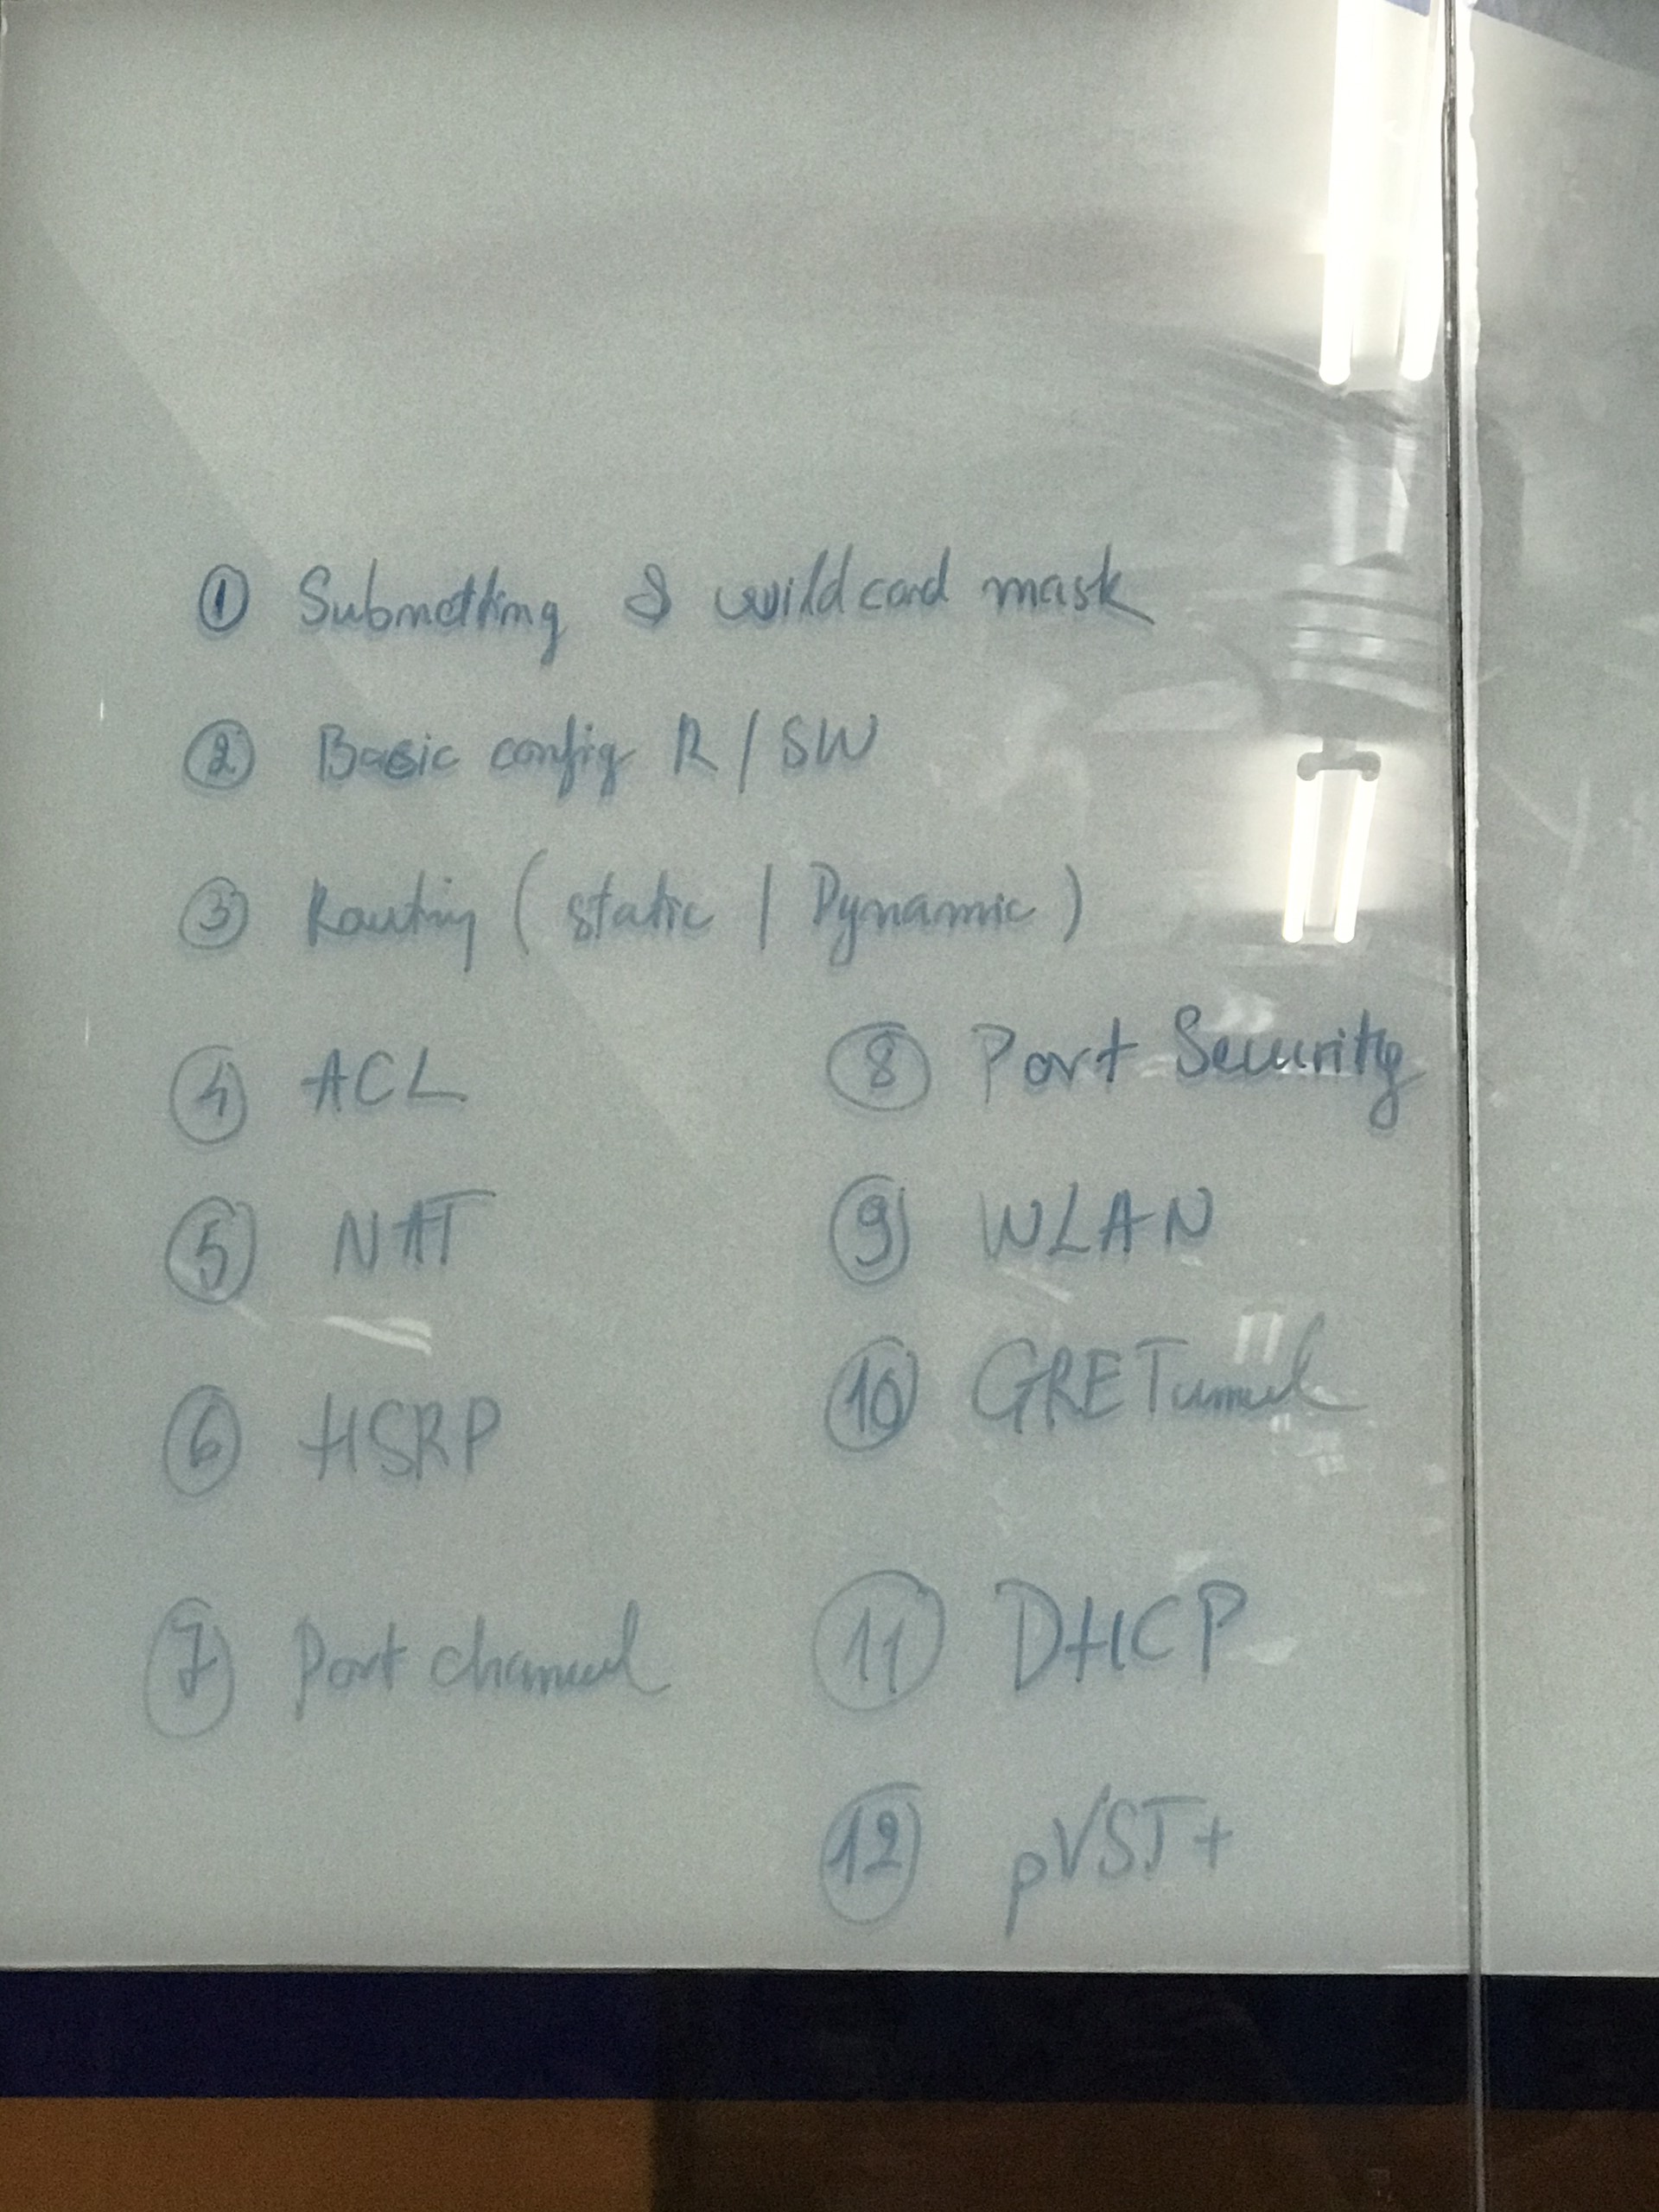 ① Subnetting & wildcard mask
② Basic config R / SW
③ Routing ( static / Dynamic )
④ ACL
⑤ NAT
⑥ HSRP
⑦ Port channel
⑧ Port Security
⑨ WLAN
⑩ GRE Tunnel
⑪ DHCP
⑫ pVST+